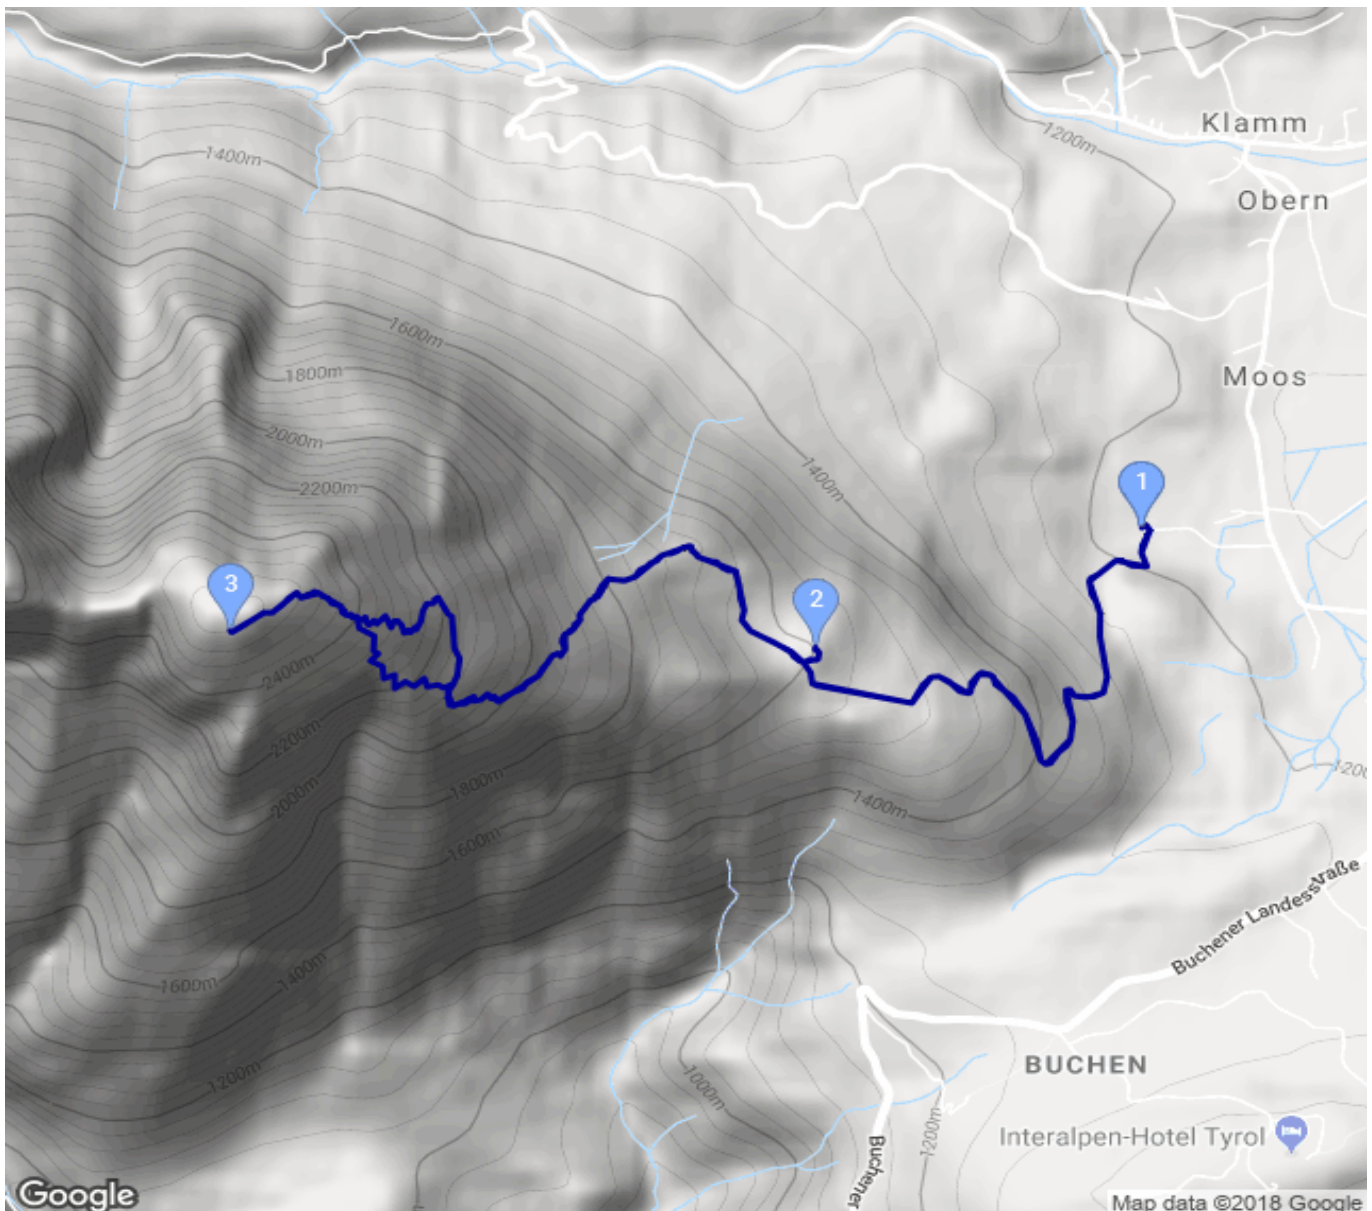 Klamm
1200m
1400m
Obern
1600m
1800m
Moos
2000m
1400m
2200m
1
3
2
2400m
2200m
2000m
1800m
1400m
1600m
1200
Buchener Landesstraße
1400m
1600m
1200m
1000m
BUCHEN
1200m
Interalpen-Hotel Tyrol
Buchener
Google
Map data ©2018 Google